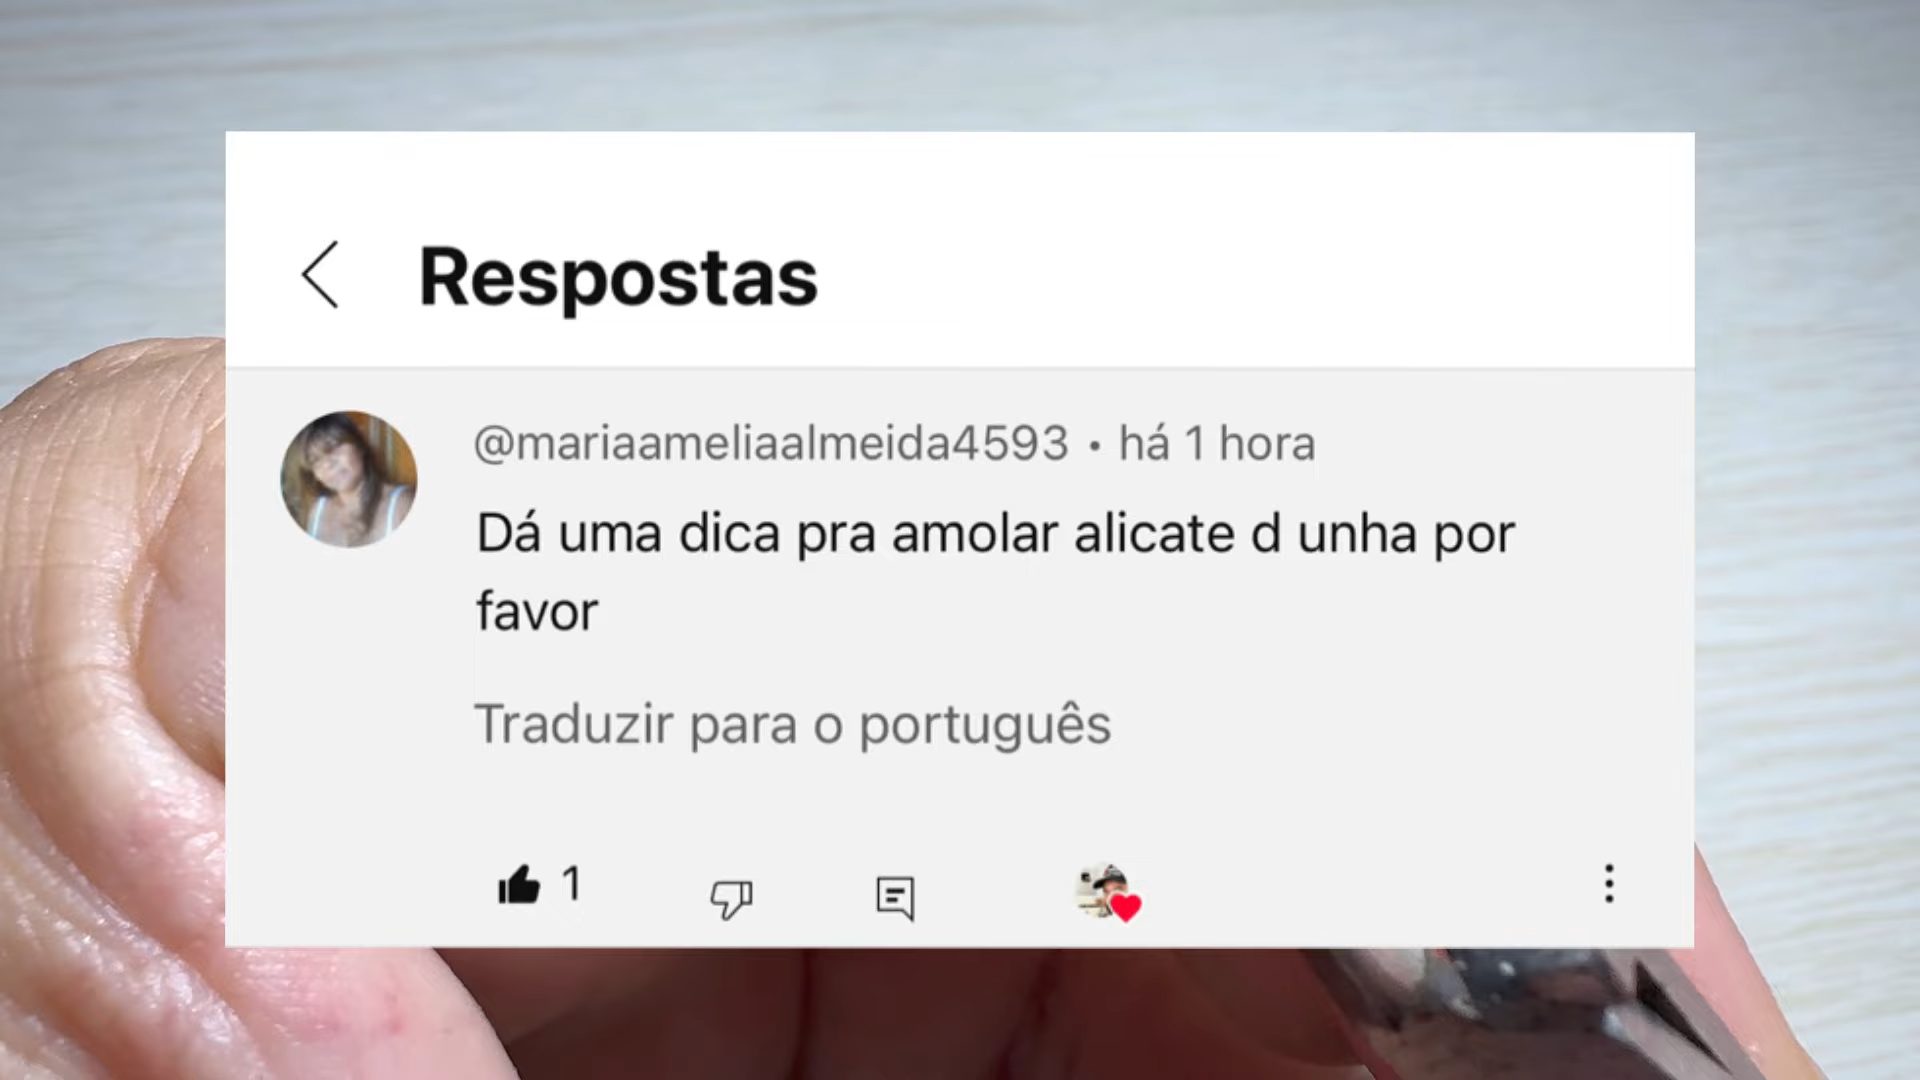 Respostas
@mariaameliaalmeida4593 • há 1 hora
Dá uma dica pra amolar alicate d unha por
favor
Traduzir para o português
1